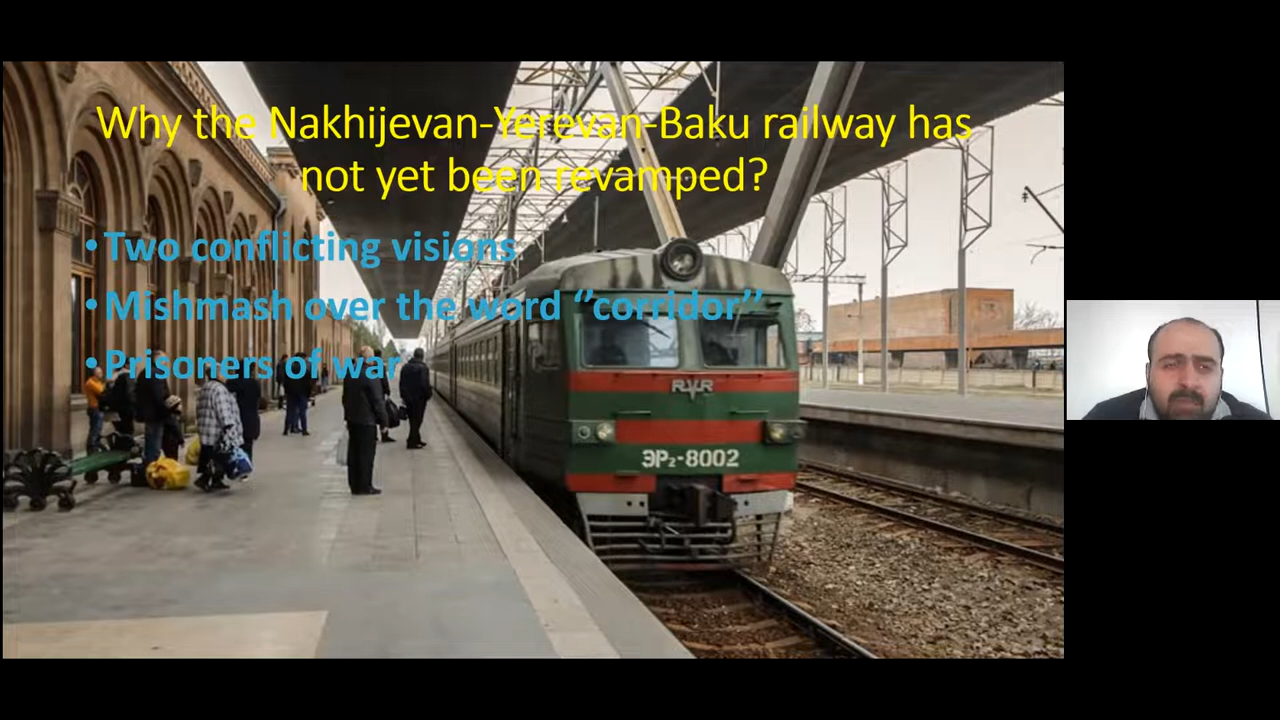 Why the Nakhijevan-Yerevan-Baku railway has
not yet been revamped?
• Two conflicting visions
• Mishmash over the word ‘‘corridor’’
• Prisoners of war
RVR
ЭР2-8002